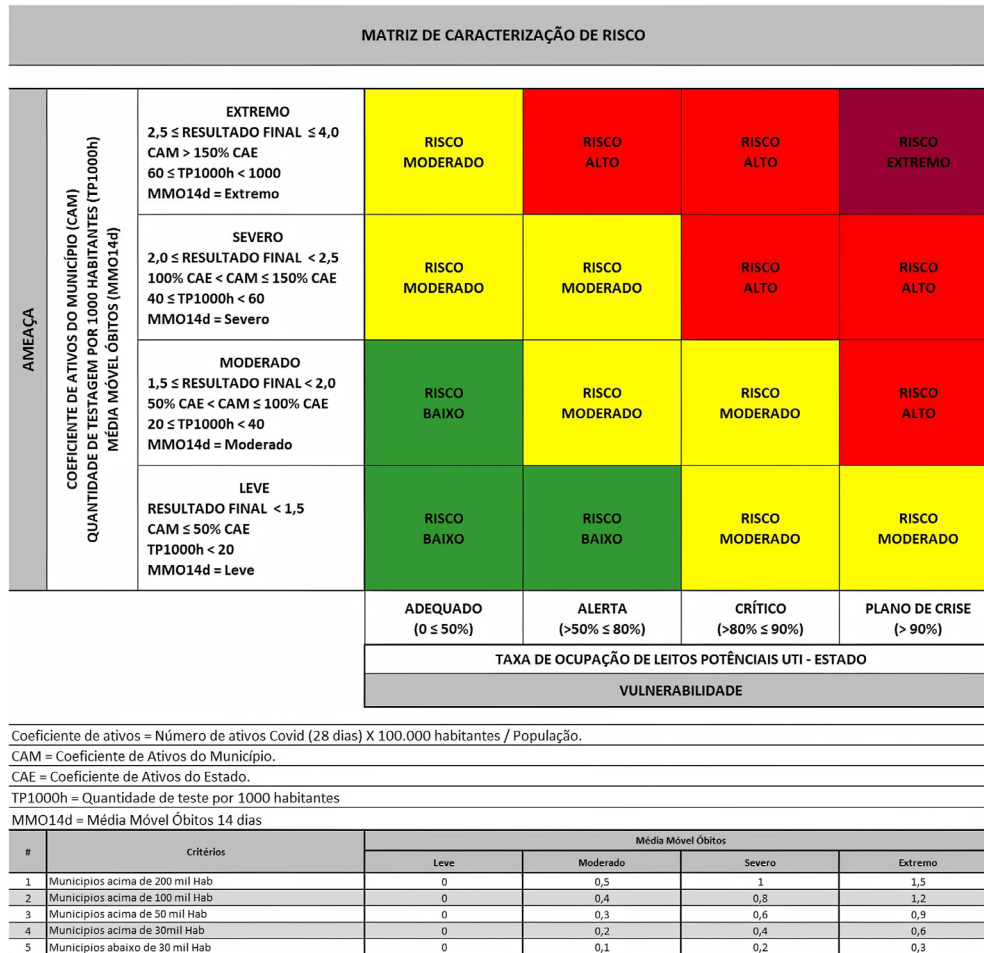 MATRIZ DE CARACTERIZAÇÃO DE RISCO
AMEAÇA
COEFICIENTE DE ATIVOS DO MUNICÍPIO (CAM)
QUANTIDADE DE TESTAGEM POR 1000 HABITANTES (TP1000h)
MÉDIA MÓVEL ÓBITOS (MMO14d)
EXTREMO
2,5 ≤ RESULTADO FINAL ≤ 4,0
CAM > 150% CAE
60 ≤ TP1000h < 1000
MMO14d = Extremo
RISCO
MODERADO
RISCO
ALTO
RISCO
ALTO
RISCO
EXTREMO
SEVERO
2,0 ≤ RESULTADO FINAL < 2,5
100% CAE < CAM ≤ 150% CAE
40 ≤ TP1000h < 60
MMO14d = Severo
RISCO
MODERADO
RISCO
MODERADO
RISCO
ALTO
RISCO
ALTO
MODERADO
1,5 ≤ RESULTADO FINAL < 2,0
50% CAE < CAM ≤ 100% CAE
20 ≤ TP1000h < 40
MMO14d = Moderado
RISCO
BAIXO
RISCO
MODERADO
RISCO
MODERADO
RISCO
ALTO
LEVE
RESULTADO FINAL < 1,5
CAM ≤ 50% CAE
TP1000h < 20
MMO14d = Leve
RISCO
BAIXO
RISCO
BAIXO
RISCO
MODERADO
RISCO
MODERADO
ADEQUADO
(0 ≤ 50%)
ALERTA
(>50% ≤ 80%)
CRÍTICO
(>80% ≤ 90%)
PLANO DE CRISE
(> 90%)
TAXA DE OCUPAÇÃO DE LEITOS POTÊNCIAIS UTI - ESTADO
VULNERABILIDADE
Coeficiente de ativos = Número de ativos Covid (28 dias) X 100.000 habitantes / População.
CAM = Coeficiente de Ativos do Município.
CAE = Coeficiente de Ativos do Estado.
TP1000h = Quantidade de teste por 1000 habitantes
MMO14d = Média Móvel Óbitos 14 dias
# Critérios Média Móvel Óbitos
Leve Moderado Severo Extremo
1 Municipios acima de 200 mil Hab 0 0,5 1 1,5
2 Municipios acima de 100 mil Hab 0 0,4 0,8 1,2
3 Municipios acima de 50 mil Hab 0 0,3 0,6 0,9
4 Municipios acima de 30mil Hab 0 0,2 0,4 0,6
5 Municipios abaixo de 30 mil Hab 0 0,1 0,2 0,3